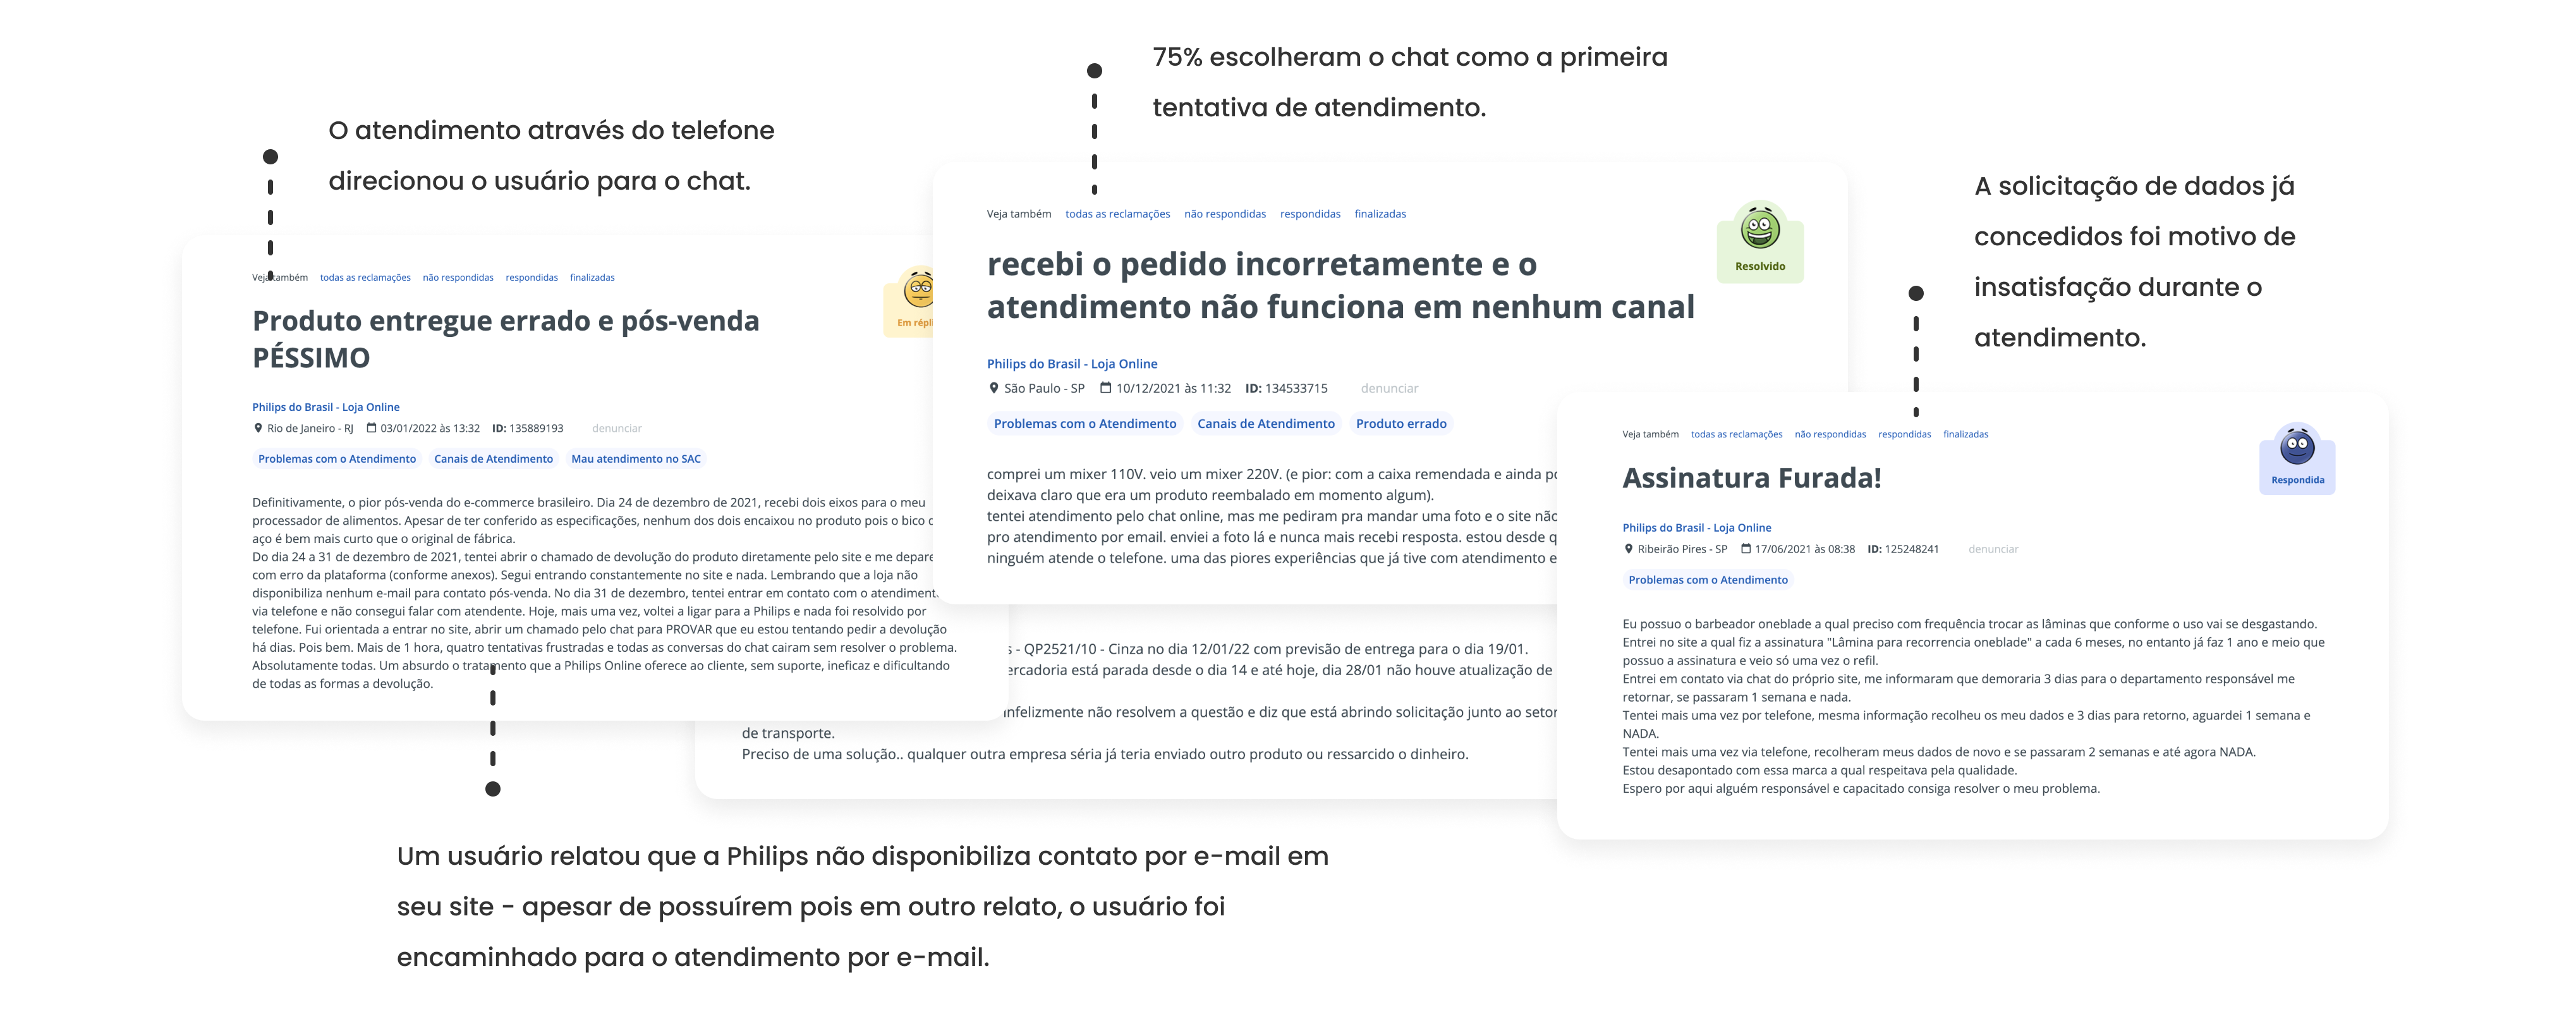 75% escolheram o chat como a primeira
tentativa de atendimento.
O atendimento através do telefone
direcionou o usuário para o chat.
A solicitação de dados já
concedidos foi motivo de
insatisfação durante o
atendimento.
Veja também todas as reclamações não respondidas respondidas finalizadas
Produto entregue errado e pós-venda
PÉSSIMO
Em
Philips do Brasil - Loja Online
Rio de Janeiro - RJ 03/01/2022 às 13:32 ID: 135889193 denunciar
Problemas com o Atendimento Canais de Atendimento Mau atendimento no SAC
Definitivamente, o pior pós-venda do e-commerce brasileiro. Dia 24 de dezembro de 2021, recebi dois eixos para o meu
processador de alimentos. Apesar de ter conferido as especificações, nenhum dos dois encaixou no produto pois o bico
aço é bem mais curto que o original de fábrica.
Do dia 24 a 31 de dezembro de 2021, tentei abrir o chamado de devolução do produto diretamente pelo site e me
com erro da plataforma (conforme anexos). Segui entrando constantemente no site e nada. Lembrando que a loja não
disponibiliza nenhum e-mail para contato pós-venda. No dia 31 de dezembro, tentei entrar em contato com o
via telefone e não consegui falar com atendente. Hoje, mais uma vez, voltei a ligar para a Philips e nada foi resolvido por
telefone. Fui orientada a entrar no site, abrir um chamado pelo chat para PROVAR que eu estou tentando pedir a devolução
há dias. Pois bem. Mais de 1 hora, quatro tentativas frustradas e todas as conversas do chat cairam sem resolver o problema.
Absolutamente todas. Um absurdo o tratamento que a Philips Online oferece ao cliente, sem suporte, ineficaz e dificultando
de todas as formas a devolução.
Veja também todas as reclamações não respondidas respondidas finalizadas
recebi o pedido incorretamente e o
atendimento não funciona em nenhum canal
Resolvido
Philips do Brasil - Loja Online
São Paulo - SP 10/12/2021 às 11:32 ID: 134533715 denunciar
Problemas com o Atendimento Canais de Atendimento Produto errado
comprei um mixer 110V. veio um mixer 220V. (e pior: com a caixa remendada e ainda
deixava claro que era um produto reembalado em momento algum).
tentei atendimento pelo chat online, mas me pediram pra mandar uma foto e o site não
pro atendimento por email. enviei a foto lá e nunca mais recebi resposta. estou desde
ninguém atende o telefone. uma das piores experiências que já tive com atendimento
- QP2521/10 - Cinza no dia 12/01/22 com previsão de entrega para o dia 19/01.
está parada desde o dia 14 e até hoje, dia 28/01 não houve atualização de
infelizmente não resolvem a questão e diz que está abrindo solicitação junto ao setor
de transporte.
Preciso de uma solução.. qualquer outra empresa séria já teria enviado outro produto ou ressarcido o dinheiro.
Veja também todas as reclamações não respondidas respondidas finalizadas
Assinatura Furada!
Respondida
Philips do Brasil - Loja Online
Ribeirão Pires - SP 17/06/2021 às 08:38 ID: 125248241 denunciar
Problemas com o Atendimento
Eu possuo o barbeador oneblade a qual preciso com frequência trocar as lâminas que conforme o uso vai se desgastando.
Entrei no site a qual fiz a assinatura "Lâmina para recorrencia oneblade" a cada 6 meses, no entanto já faz 1 ano e meio que
possuo a assinatura e veio só uma vez o refil.
Entrei em contato via chat do próprio site, me informaram que demoraria 3 dias para o departamento responsável me
retornar, se passaram 1 semana e nada.
Tentei mais uma vez por telefone, mesma informação recolheu os meu dados e 3 dias para retorno, aguardei 1 semana e
NADA.
Tentei mais uma vez via telefone, recolheram meus dados de novo e se passaram 2 semanas e até agora NADA.
Estou desapontado com essa marca a qual respeitava pela qualidade.
Espero por aqui alguém responsável e capacitado consiga resolver o meu problema.
Um usuário relatou que a Philips não disponibiliza contato por e-mail em
seu site - apesar de possuírem pois em outro relato, o usuário foi
encaminhado para o atendimento por e-mail.